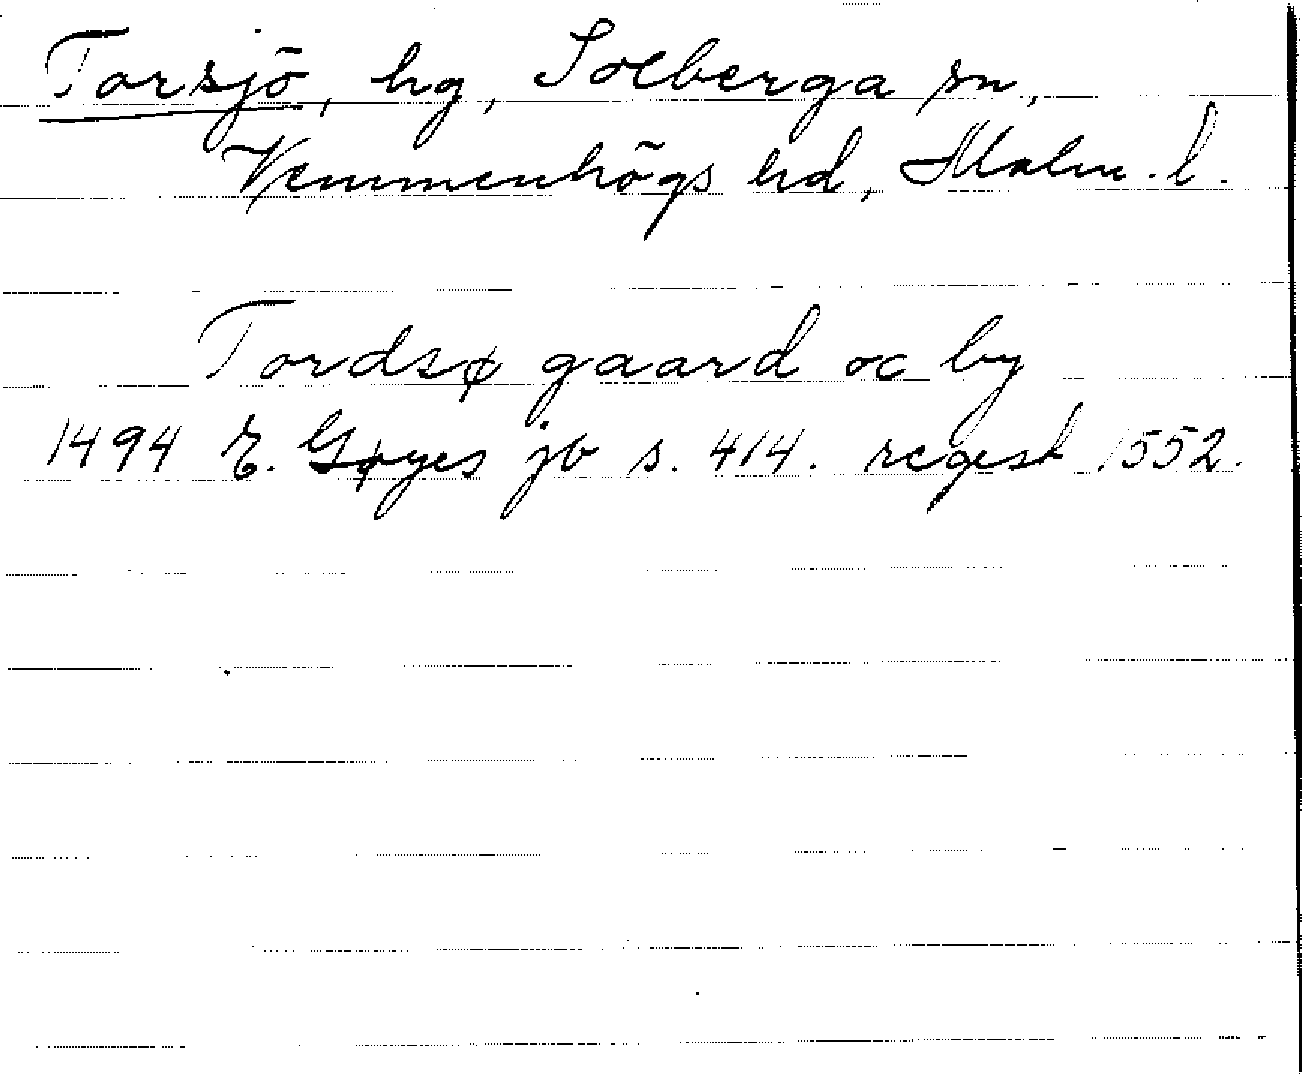 Torsjö, hg, Solberga sn,
Vemmenhögs hd, Malm. l.
Tordsø gaard oc by
1494 E. Gøyes jb s. 414. regest 1552.